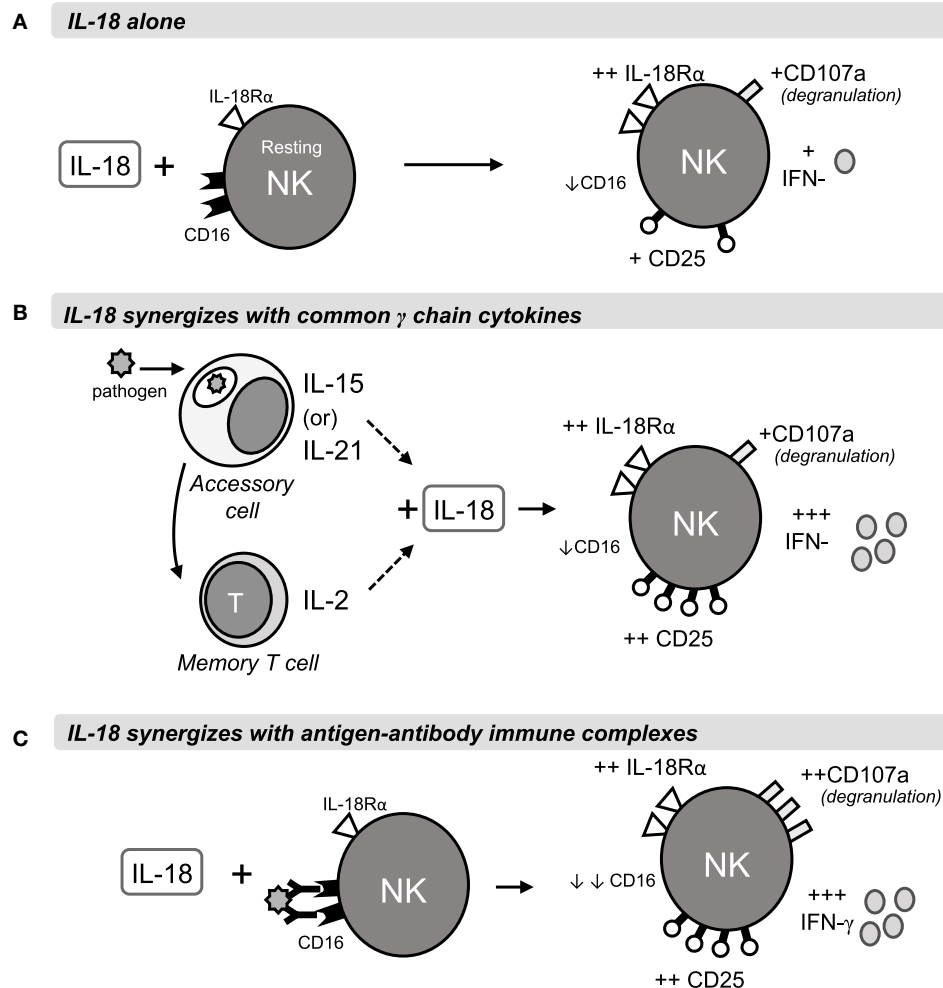 A
IL-18 alone
IL-18Rα
++ IL-18Rα
+CD107a
(degranulation)
IL-18
+
Resting
NK
CD16
NK
↓CD16
+
IFN-
+ CD25
B
IL-18 synergizes with common γ chain cytokines
pathogen
IL-15
(or)
IL-21
Accessory
cell
T
IL-2
Memory T cell
+
IL-18
++ IL-18Rα
+CD107a
(degranulation)
NK
↓CD16
+++
IFN-
++ CD25
C
IL-18 synergizes with antigen-antibody immune complexes
IL-18
+
IL-18Rα
NK
CD16
++ IL-18Rα
++CD107a
(degranulation)
NK
↓ ↓ CD16
+++
IFN-γ
++ CD25